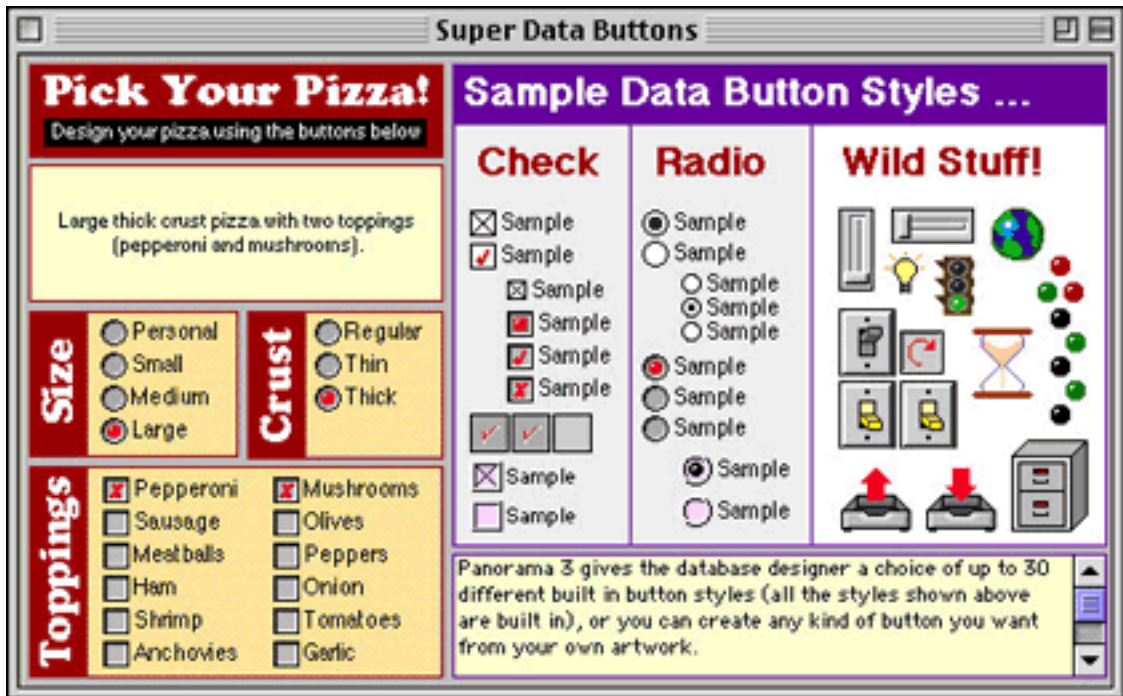 Super Data Buttons
Pick Your Pizza!
Design your pizza using the buttons below
Large thick crust pizza with two toppings
(pepperoni and mushrooms).
Size
Personal
Small
Medium
Large
Crust
Regular
Thin
Thick
Toppings
Pepperoni
Sausage
Meatballs
Ham
Shrimp
Anchovies
Mushrooms
Olives
Peppers
Onion
Tomatoes
Garlic
Sample Data Button Styles ...
Check
Sample
Sample
Sample
Sample
Sample
Sample
Sample
Sample
Radio
Sample
Sample
Sample
Sample
Sample
Sample
Sample
Sample
Sample
Sample
Wild Stuff!
Panorama 3 gives the database designer a choice of up to 30
different built in button styles (all the styles shown above
are built in), or you can create any kind of button you want
from your own artwork.